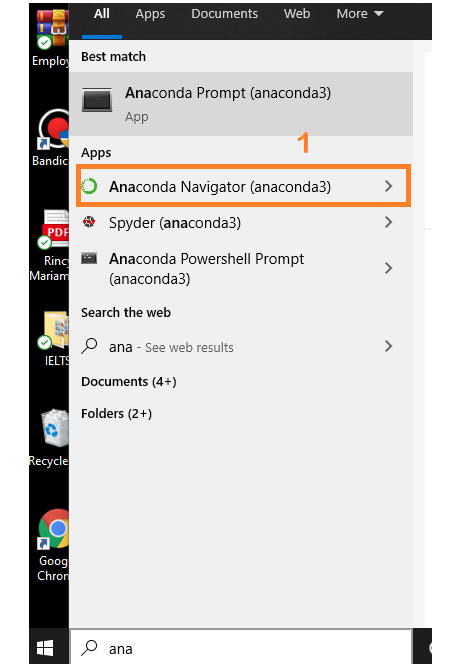 All Apps Documents Web More
Best match
Anaconda Prompt (anaconda3)
App
1
Apps
Anaconda Navigator (anaconda3)
Spyder (anaconda3)
Anaconda Powershell Prompt
(anaconda3)
Search the web
ana - See web results
Documents (4+)
Folders (2+)
ana
Employ
Bandic
PDF
Rincy
Mariam
IELTS
Recycle
Goog
Chron